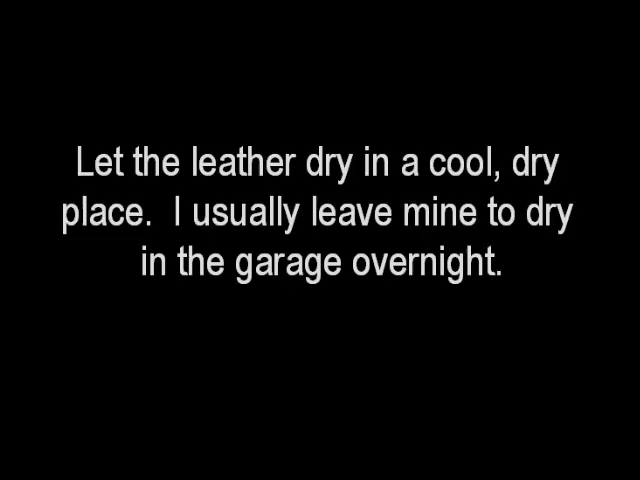 Let the leather dry in a cool, dry
place.  I usually leave mine to dry
in the garage overnight.